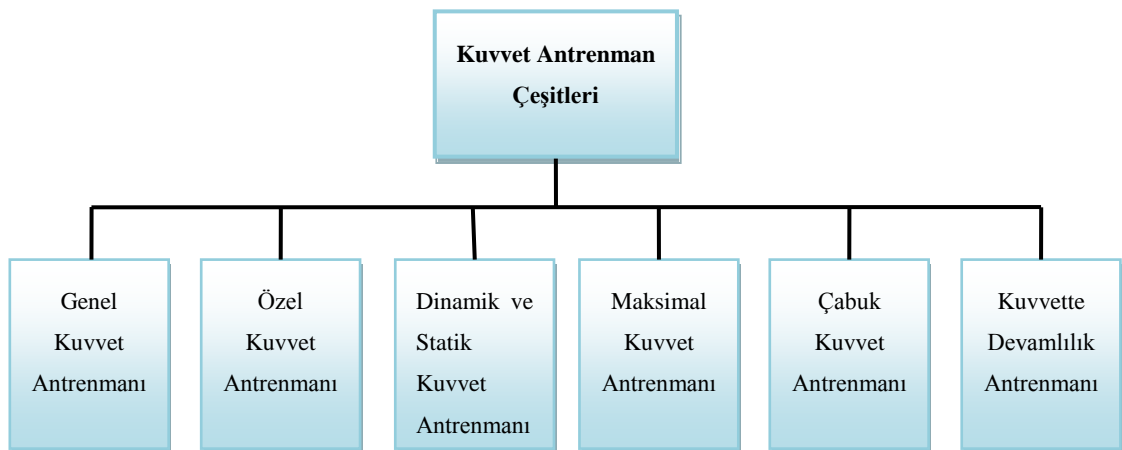 Kuvvet Antrenman
Çeşitleri
Genel
Kuvvet
Antrenmanı
Özel
Kuvvet
Antrenmanı
Dinamik ve
Statik
Kuvvet
Antrenmanı
Maksimal
Kuvvet
Antrenmanı
Çabuk
Kuvvet
Antrenmanı
Kuvvette
Devamlılık
Antrenmanı